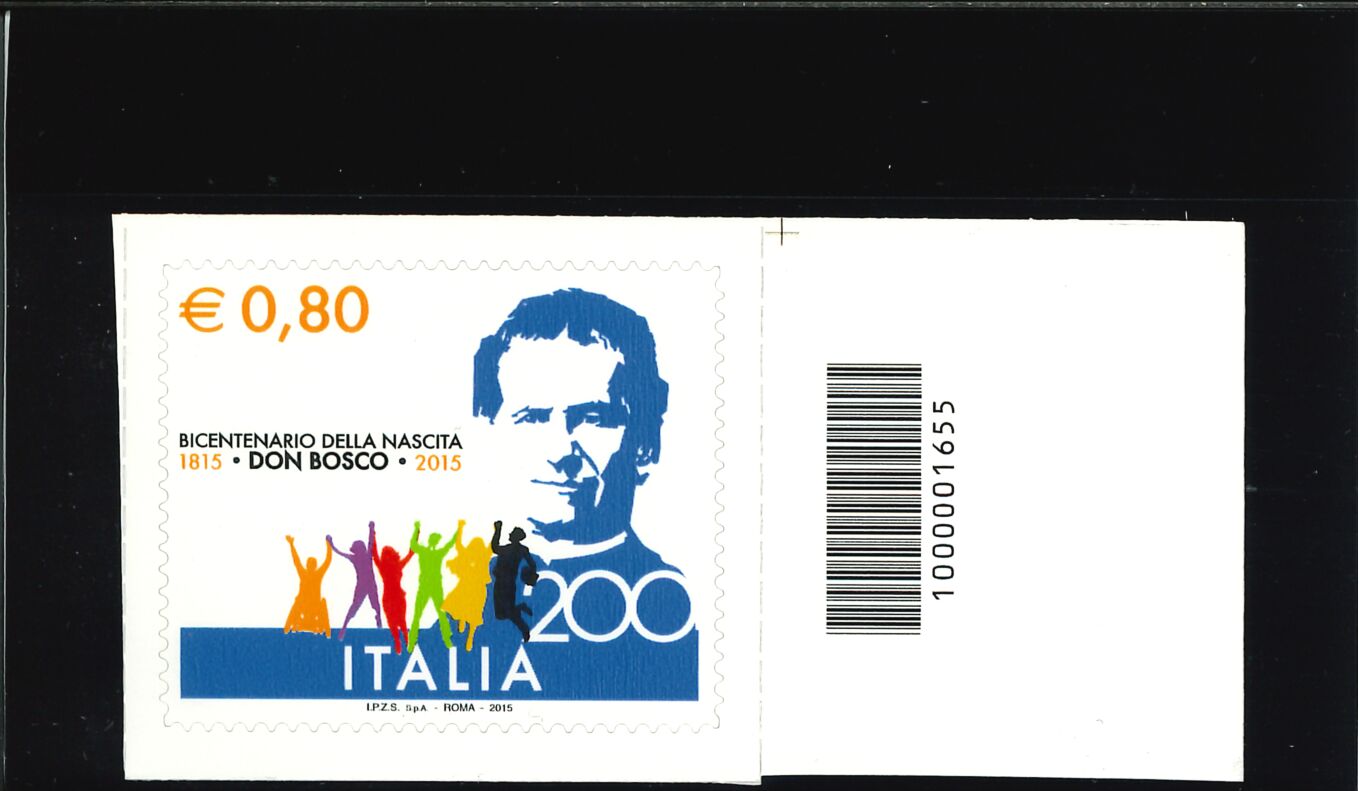 € 0,80
BICENTENARIO DELLA NASCITA
1815 • DON BOSCO • 2015
200
ITALIA
I.P.Z.S. S.p.A. - ROMA - 2015
1000001655